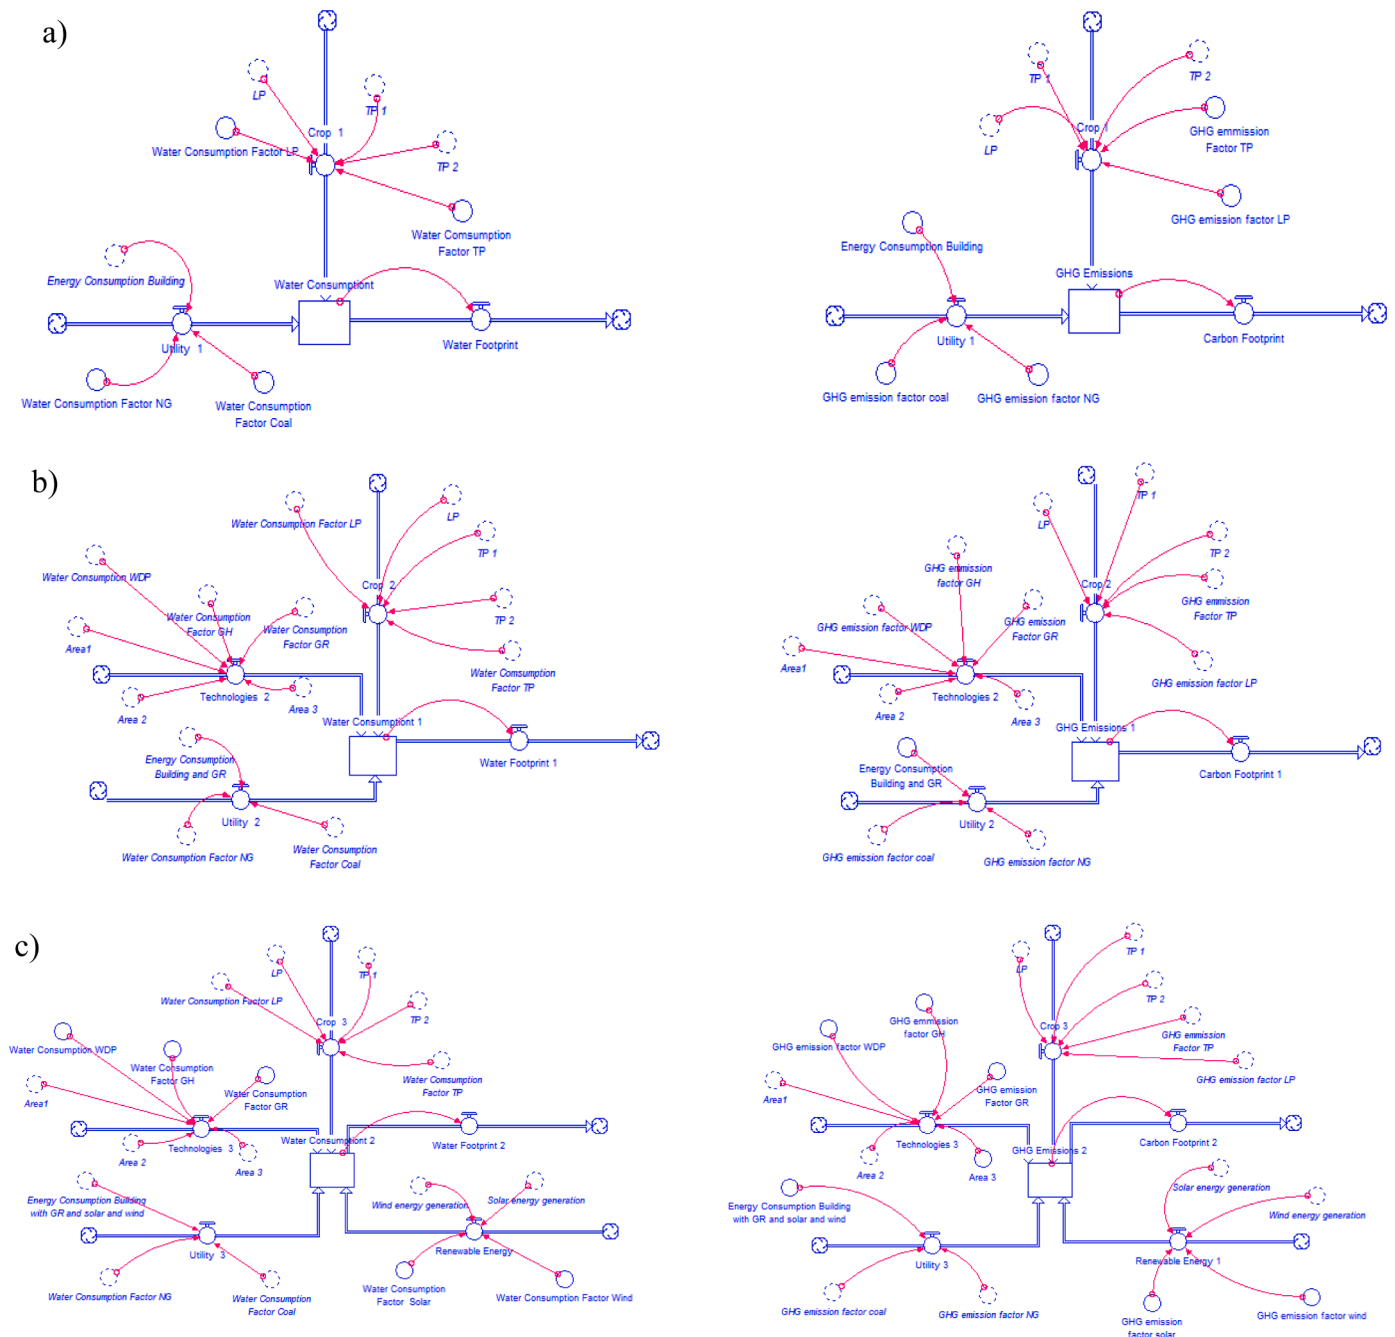 a)
LP
TP 1
Crop 1
Water Consumption Factor LP
TP 2
Water Comsumption
Factor TP
Energy Consumption Building
Water Consumptiont
Utility 1
Water Footprint
Water Consumption Factor NG
Water Consumption
Factor Coal
TP 1
TP 2
Crop 1
LP
GHG emmission
Factor TP
GHG emission factor LP
Energy Consumption Building
GHG Emissions
Utility 1
Carbon Footprint
GHG emission factor coal
GHG emission factor NG
b)
Water Consumption Factor LP
LP
TP 1
Water Consumption WDP
Crop 2
Water Consumption
Factor GH
Water Consumption
Factor GR
TP 2
Area1
Water Comsumption
Factor TP
Technologies 2
Area 2
Area 3
Water Consumptiont 1
Energy Consumption
Building and GR
Water Footprint 1
Utility 2
Water Consumption Factor NG
Water Consumption
Factor Coal
TP 1
LP
TP 2
GHG emmission
factor GH
Crop 2
GHG emmission
Factor TP
GHG emission factor WDP
GHG emission
Factor GR
Area1
GHG emission factor LP
Technologies 2
Area 2
Area 3
GHG Emissions 1
Energy Consumption
Building and GR
Carbon Footprint 1
Utility 2
GHG emission factor coal
GHG emission factor NG
c)
LP
TP 1
Water Consumption Factor LP
TP 2
Crop 3
Water Consumption WDP
Water Consumption
Factor GH
Water Consumption
Factor GR
Water Comsumption
Factor TP
Area1
Technologies 3
Area 2
Area 3
Water Consumptiont 2
Water Footprint 2
Energy Consumption Building
with GR and solar and wind
Wind energy generation
Solar energy generation
Utility 3
Renewable Energy
Water Consumption Factor NG
Water Consumption
Factor Coal
Water Consumption
Factor Solar
Water Consumption Factor Wind
LP
TP 1
TP 2
GHG emmission
factor GH
Crop 3
GHG emmission
Factor TP
GHG emission factor WDP
GHG emission factor LP
GHG emission
Factor GR
Area1
Technologies 3
Area 2
Area 3
GHG Emissions 2
Carbon Footprint 2
Energy Consumption Building
with GR and solar and wind
Solar energy generation
Wind energy generation
Utility 3
Renewable Energy 1
GHG emission factor coal
GHG emission factor NG
GHG emission
factor solar
GHG emission factor wind